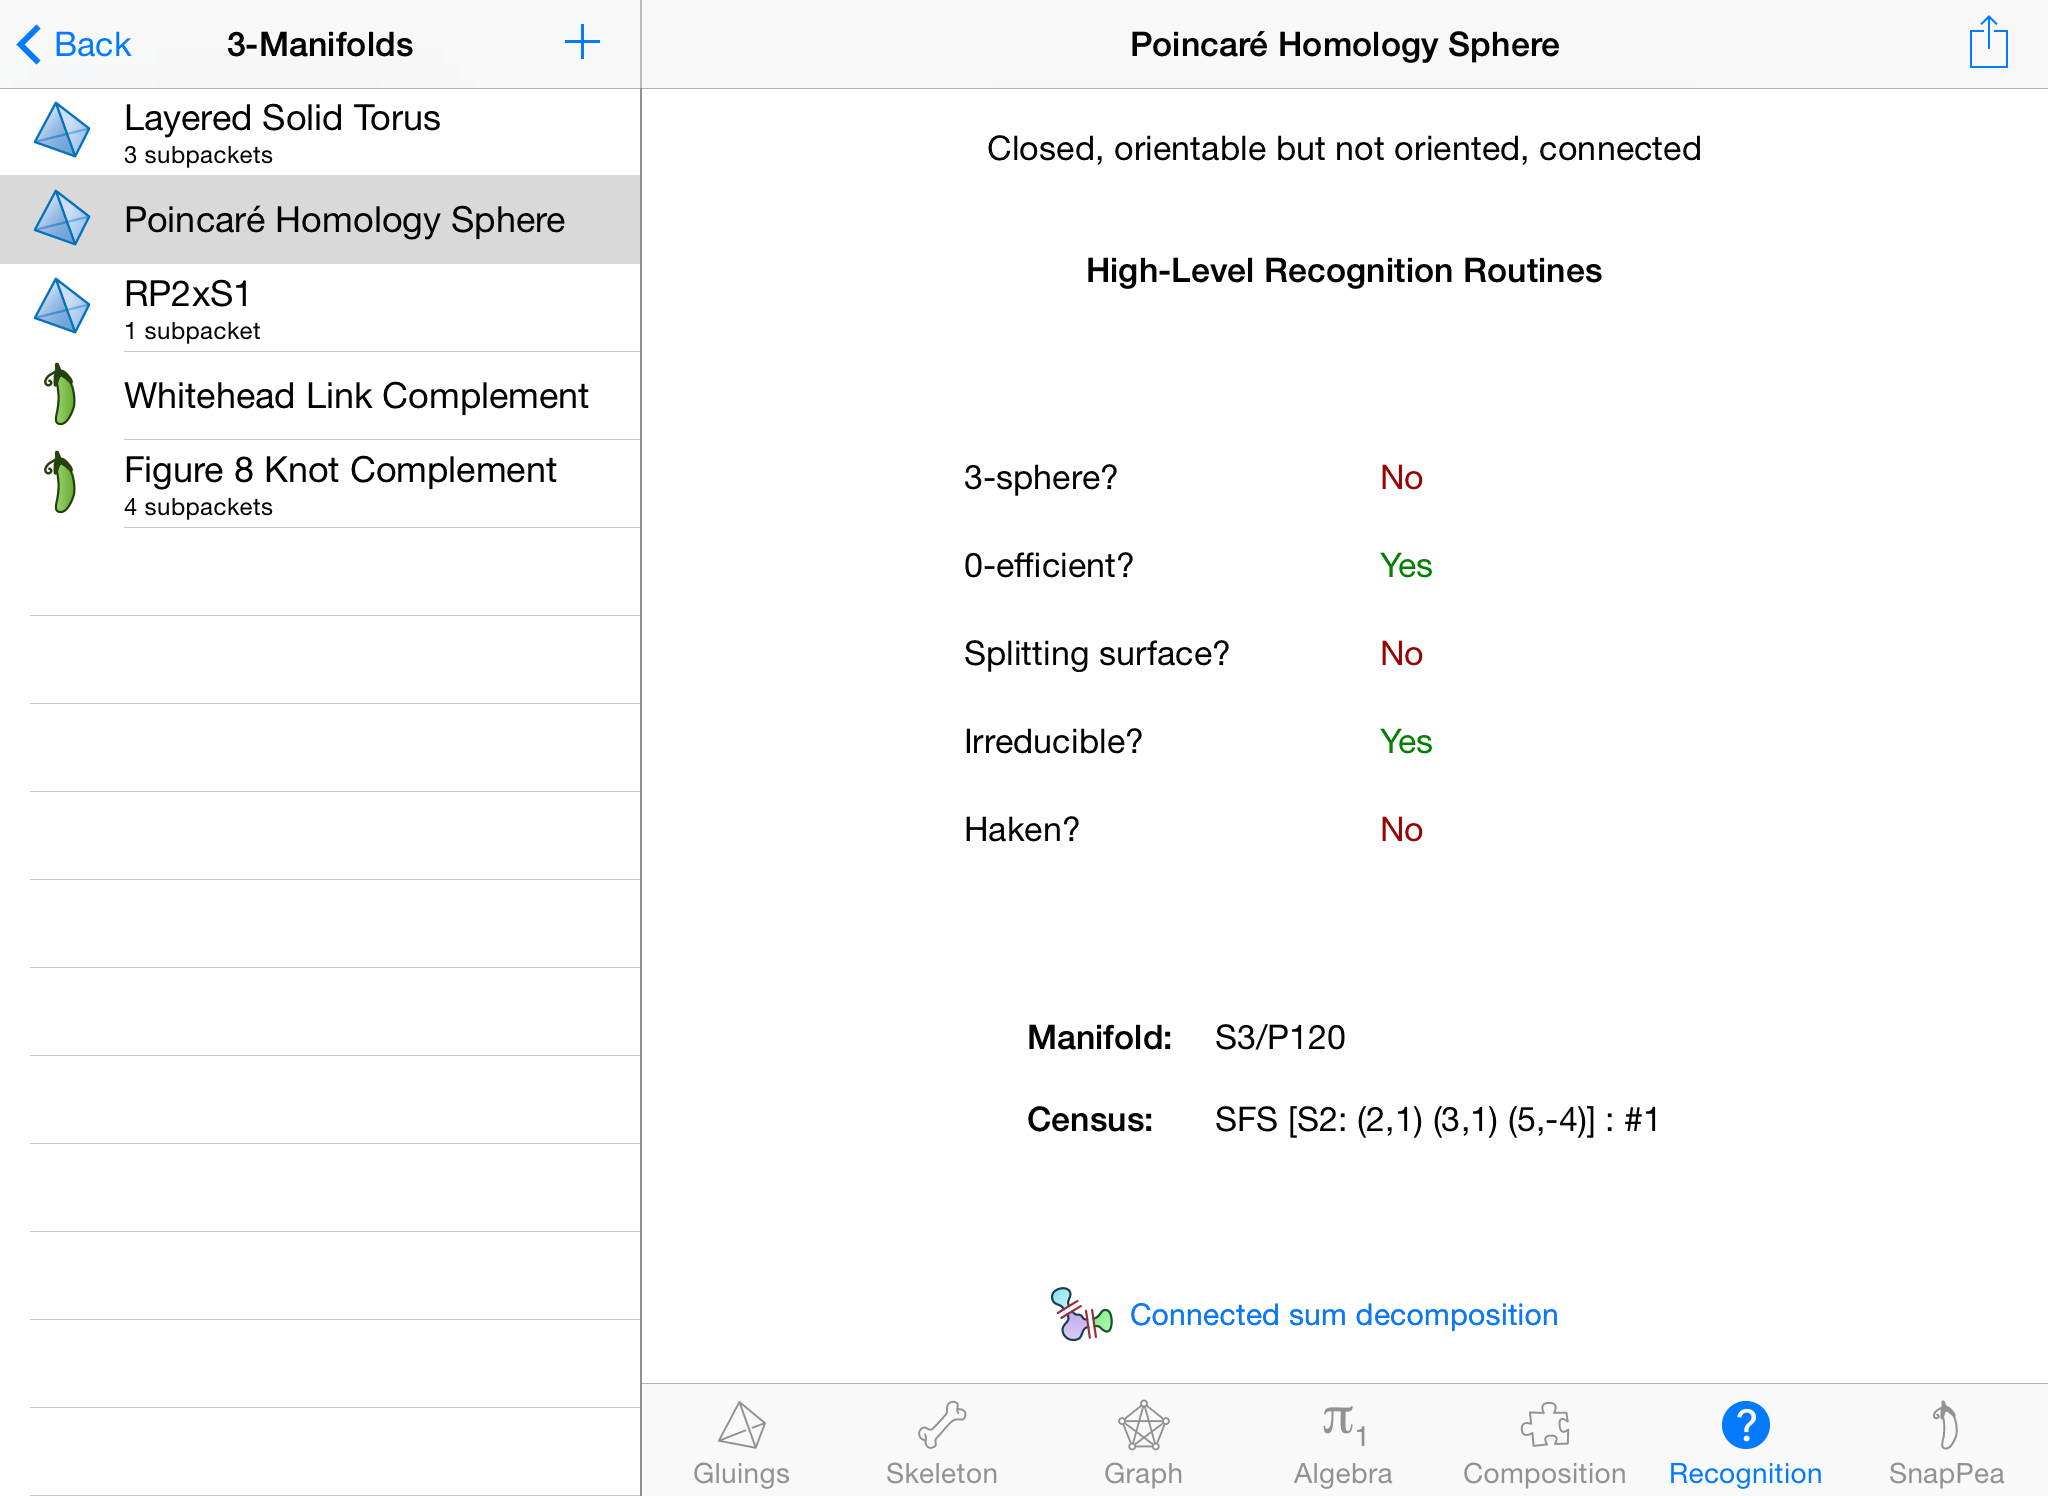 Back
3-Manifolds
Poincaré Homology Sphere
Layered Solid Torus
3 subpackets
Poincaré Homology Sphere
RP2xS1
1 subpacket
Whitehead Link Complement
Figure 8 Knot Complement
4 subpackets
Closed, orientable but not oriented, connected
High-Level Recognition Routines
3-sphere? No
0-efficient? Yes
Splitting surface? No
Irreducible? Yes
Haken? No
Manifold: S3/P120
Census: SFS [S2: (2,1) (3,1) (5,-4)] : #1
Connected sum decomposition
π1
?
Gluings Skeleton Graph Algebra Composition Recognition SnapPea